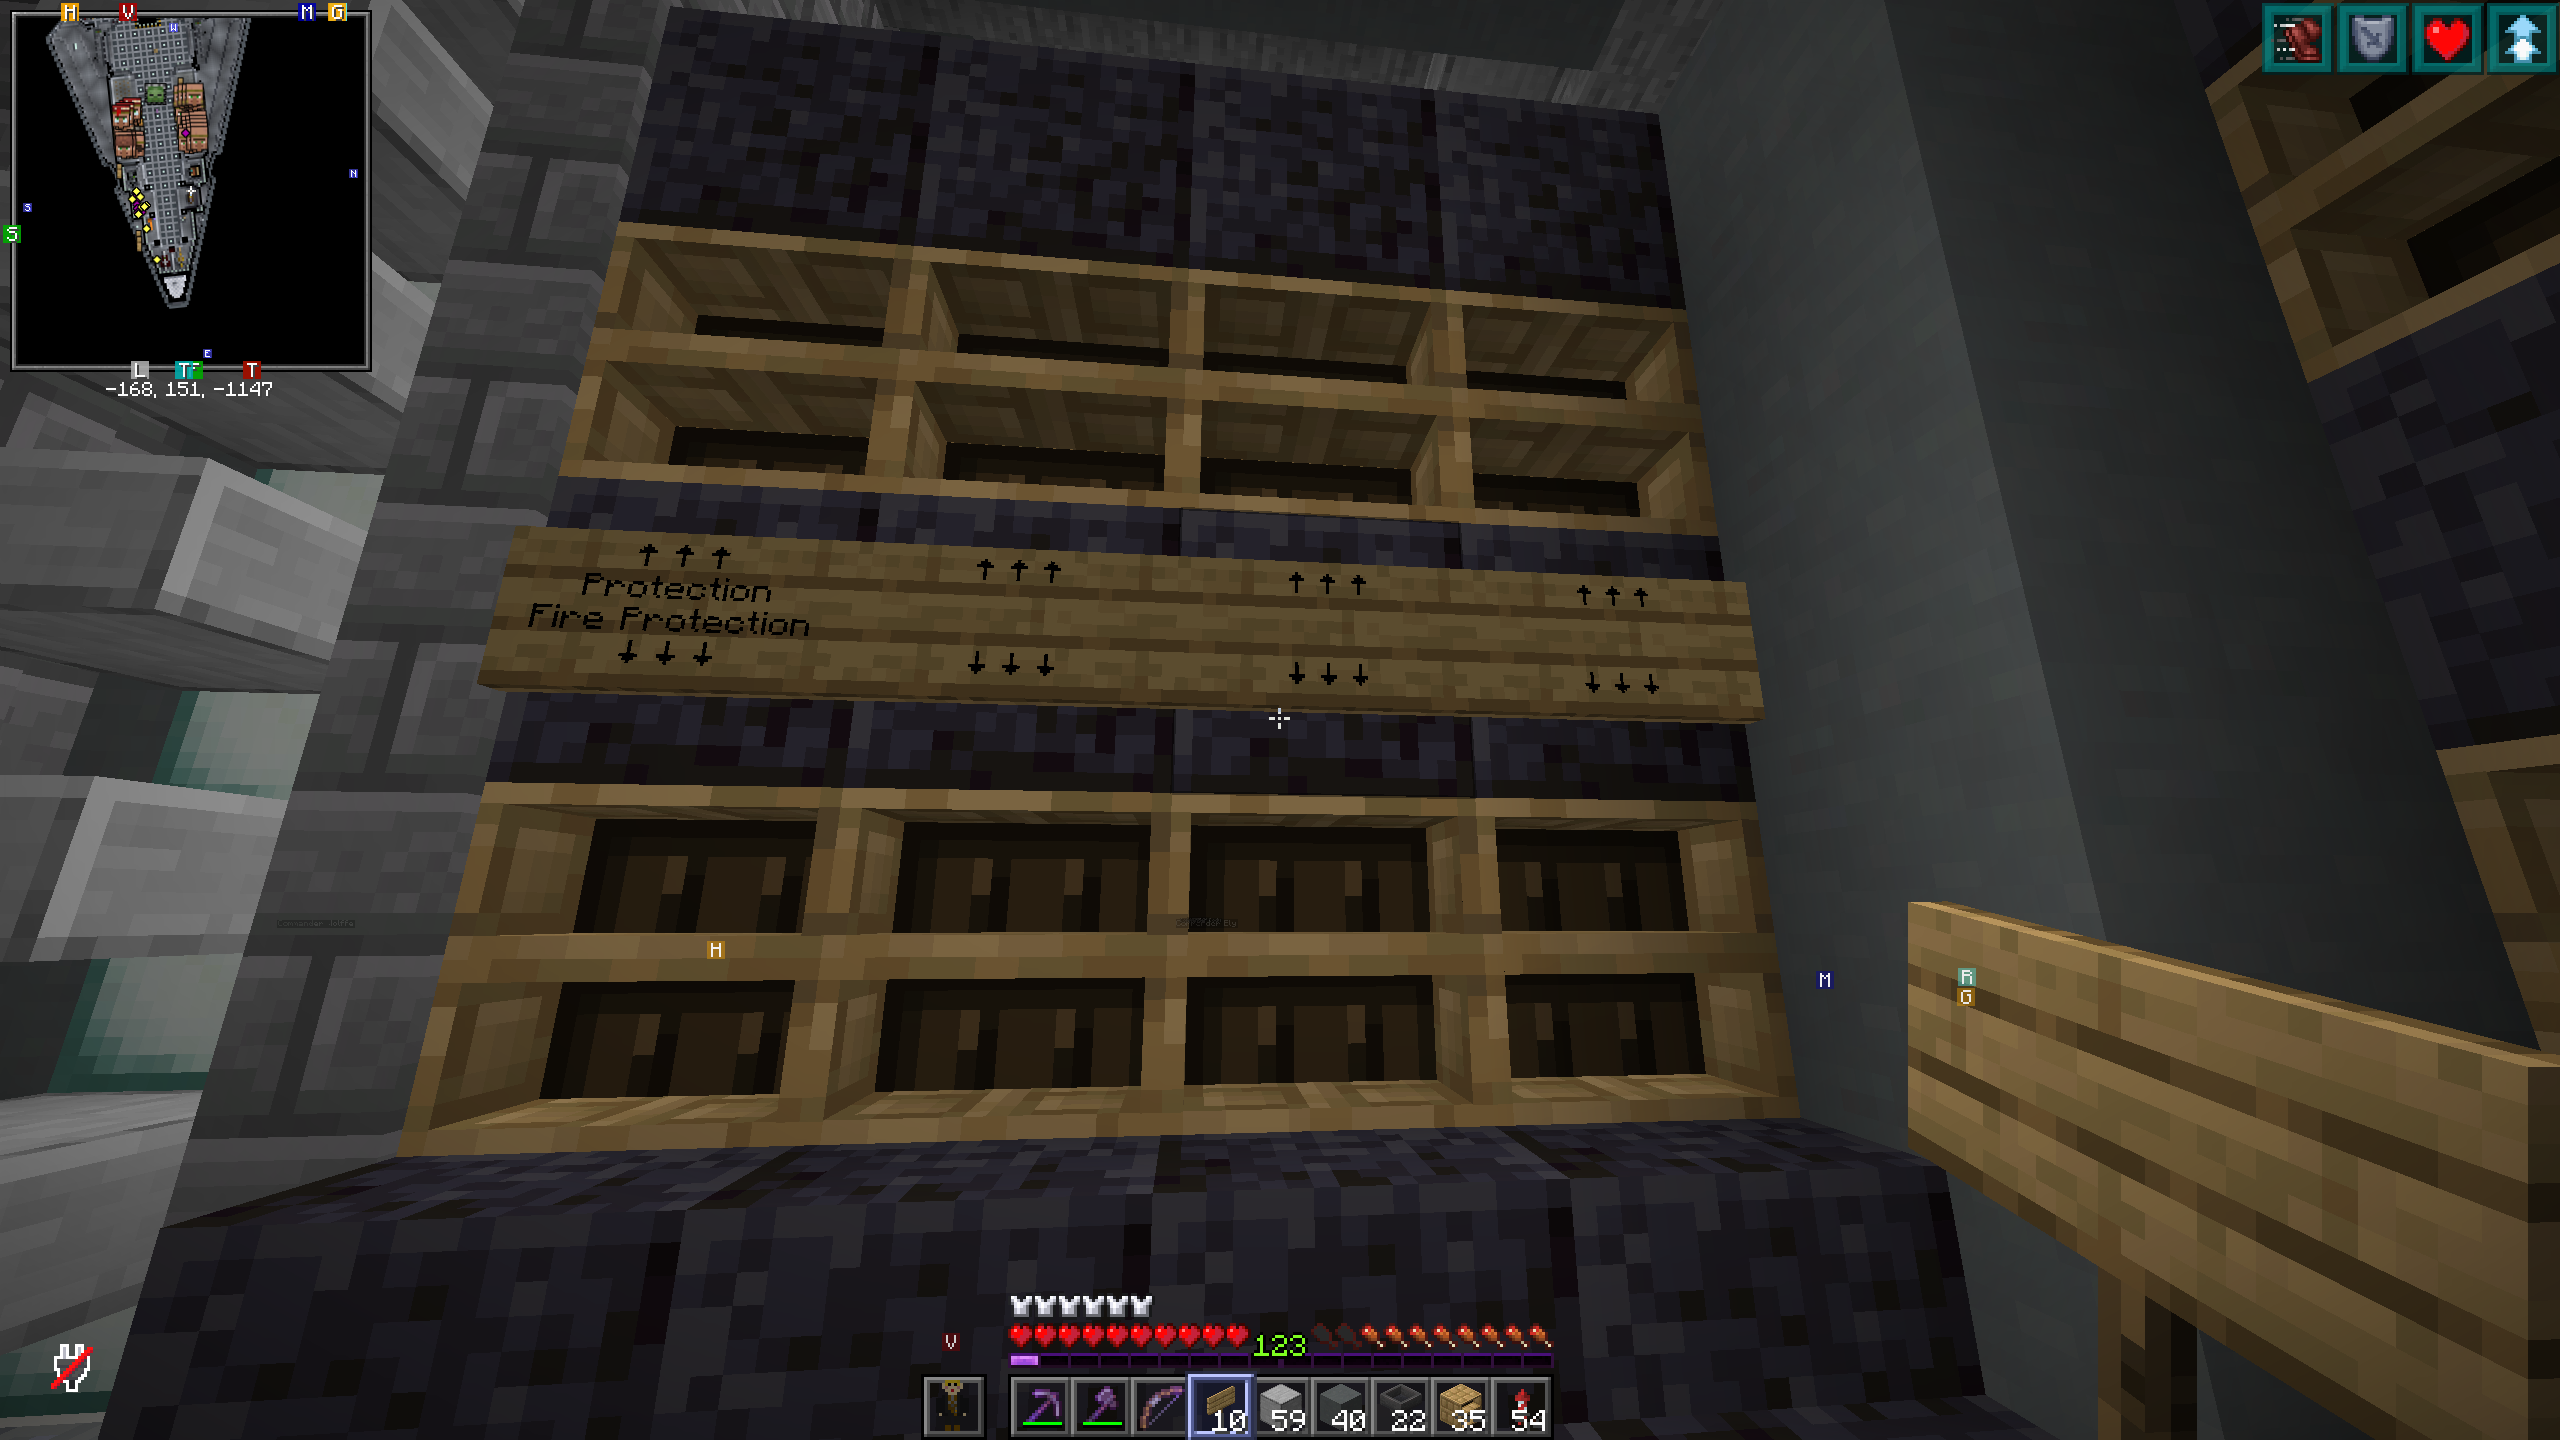 H V M G
W
N
S
S
E
L T F T
-168, 151, -1147
↑ ↑ ↑
Protection
Fire Protection
↓ ↓ ↓
↑ ↑ ↑
↓ ↓ ↓
↑ ↑ ↑
↓ ↓ ↓
↑ ↑ ↑
↓ ↓ ↓
H
M
R
G
V
123
10 59 40 22 35 54